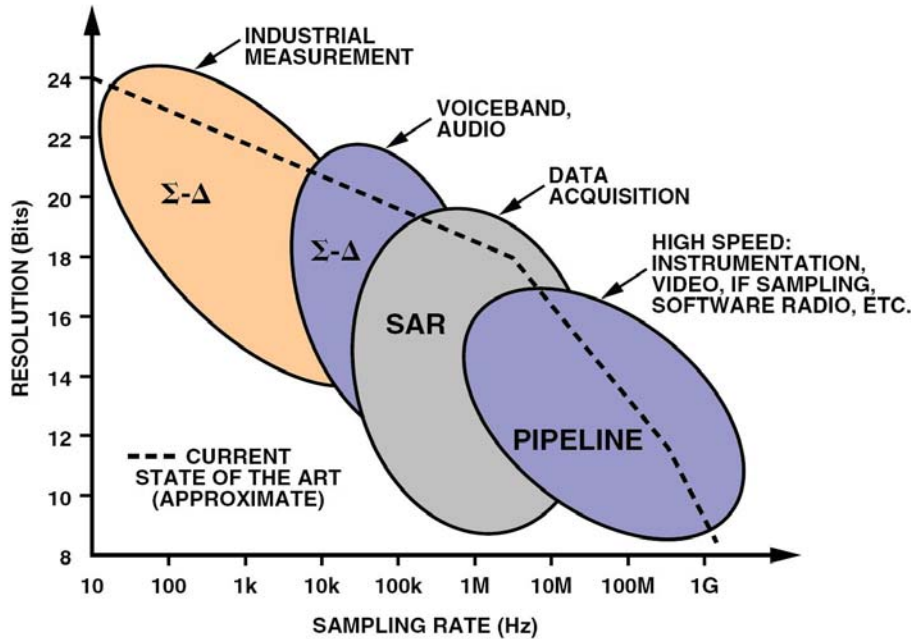 INDUSTRIAL
MEASUREMENT
VOICEBAND,
AUDIO
DATA
ACQUISITION
HIGH SPEED:
INSTRUMENTATION,
VIDEO, IF SAMPLING,
SOFTWARE RADIO, ETC.
RESOLUTION (Bits)
24
22
20
18
16
14
12
10
8
Σ-Δ
Σ-Δ
SAR
PIPELINE
CURRENT
STATE OF THE ART
(APPROXIMATE)
10
100
1k
10k
100k
1M
10M
100M
1G
SAMPLING RATE (Hz)